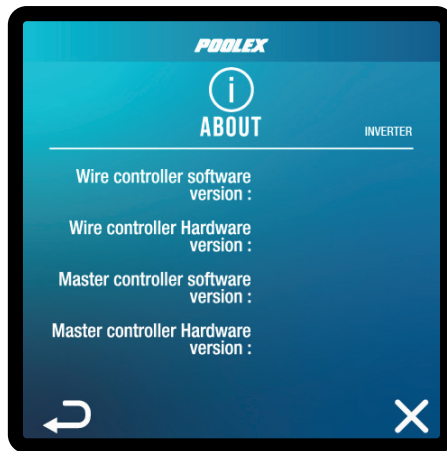 POOLEX
i
ABOUT
INVERTER
Wire controller software
version :
Wire controller Hardware
version :
Master controller software
version :
Master controller Hardware
version :